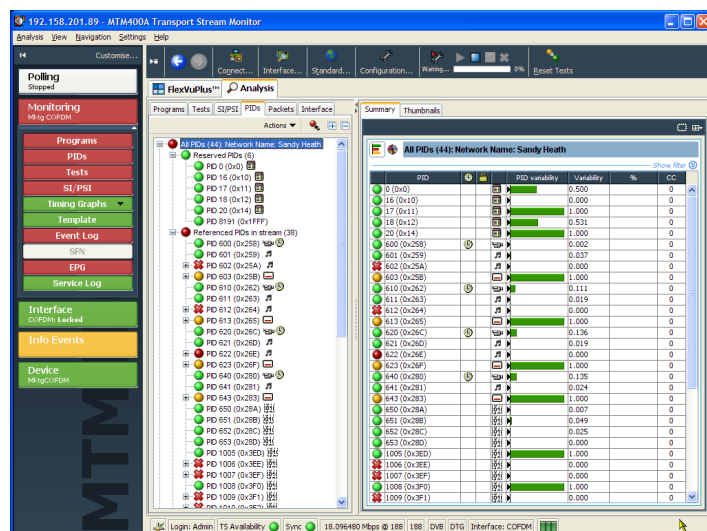 192.158.201.89 - MTM400A Transport Stream Monitor
Analysis View Navigation Settings Help
Customise...
Connect... Interface... Standard... Configuration... Waiting... 0% Reset Tests
Polling
Stopped
FlexVuPlus™ Analysis
Monitoring
MHtg COFDM
Programs
PIDs
Tests
SI/PSI
Timing Graphs
Template
Event Log
SFN
EPG
Service Log
Interface
COFDM: Locked
Info Events
Device
MHtgCOFDM
MTM
Programs Tests SI/PSI PIDs Packets Interface
Actions
All PIDs (44): Network Name: Sandy Heath
Reserved PIDs (6)
PID 0 (0x0)
PID 16 (0x10)
PID 17 (0x11)
PID 18 (0x12)
PID 20 (0x14)
PID 8191 (0x1FFF)
Referenced PIDs in stream (38)
PID 600 (0x258)
PID 601 (0x259)
PID 602 (0x25A)
PID 603 (0x25B)
PID 610 (0x262)
PID 611 (0x263)
PID 612 (0x264)
PID 613 (0x265)
PID 620 (0x26C)
PID 621 (0x26D)
PID 622 (0x26E)
PID 623 (0x26F)
PID 640 (0x280)
PID 641 (0x281)
PID 643 (0x283)
PID 650 (0x28A)
PID 651 (0x28B)
PID 652 (0x28C)
PID 653 (0x28D)
PID 1005 (0x3ED)
PID 1006 (0x3EE)
PID 1007 (0x3EF)
PID 1008 (0x3F0)
PID 1009 (0x3F1)
Summary Thumbnails
All PIDs (44): Network Name: Sandy Heath
Show filter
PID PID variability Variability % CC
0 (0x0) 0.500 0
16 (0x10) 0.000 0
17 (0x11) 1.000 0
18 (0x12) 0.531 0
20 (0x14) 1.000 0
600 (0x258) 0.002 0
601 (0x259) 0.037 0
602 (0x25A) 0.000 0
603 (0x25B) 1.000 0
610 (0x262) 0.111 0
611 (0x263) 0.019 0
612 (0x264) 0.000 0
613 (0x265) 1.000 0
620 (0x26C) 0.136 0
621 (0x26D) 0.019 0
622 (0x26E) 0.000 0
623 (0x26F) 1.000 0
640 (0x280) 0.135 0
641 (0x281) 0.024 0
643 (0x283) 1.000 0
650 (0x28A) 0.007 0
651 (0x28B) 0.049 0
652 (0x28C) 0.025 0
653 (0x28D) 0.000 0
1005 (0x3ED) 1.000 0
1006 (0x3EE) 0.000 0
1007 (0x3EF) 0.000 0
1008 (0x3F0) 1.000 0
1009 (0x3F1) 0.000 0
Login: Admin TS Availability Sync 18.096480 Mbps @ 188 188 DVB DTG Interface: COFDM